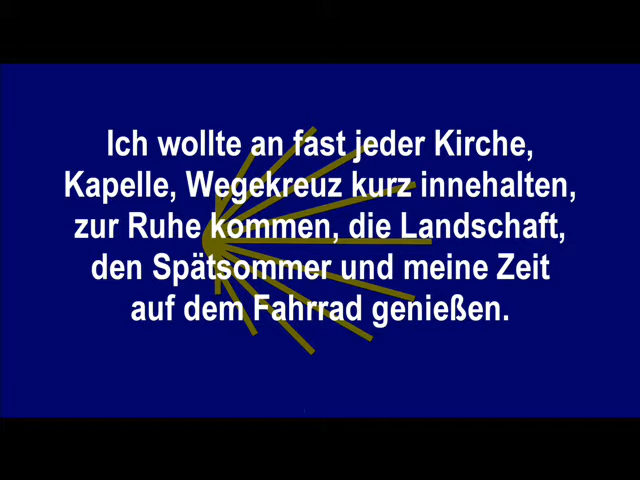 Ich wollte an fast jeder Kirche,
Kapelle, Wegekreuz kurz innehalten,
zur Ruhe kommen, die Landschaft,
den Spätsommer und meine Zeit
auf dem Fahrrad genießen.